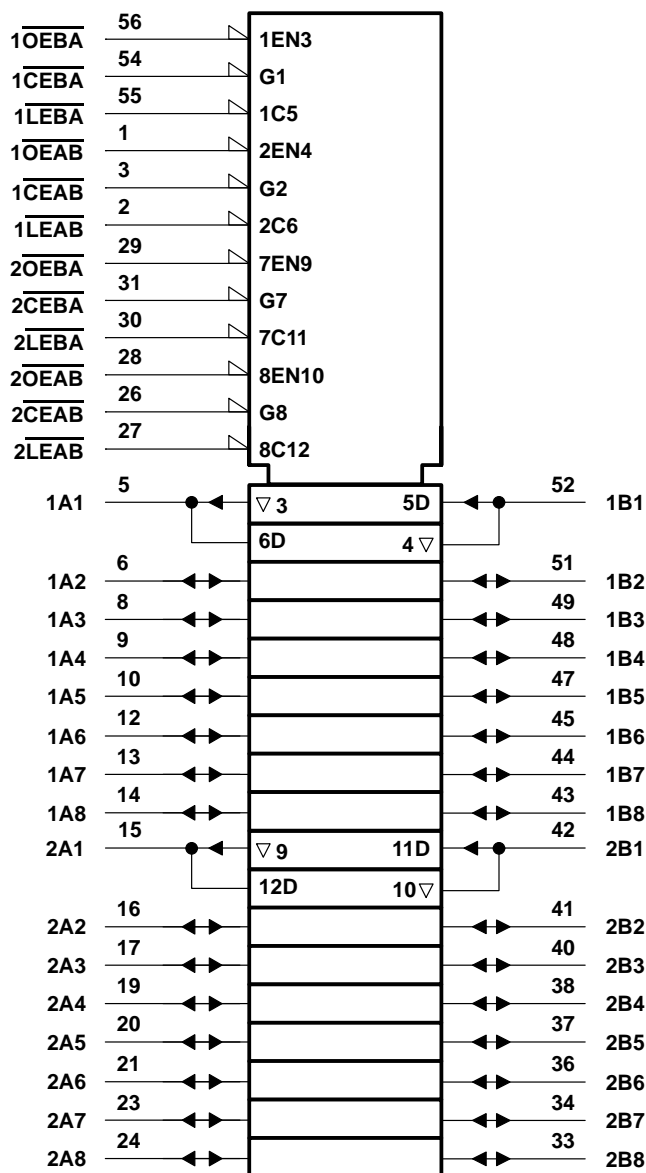 1OEBA 56 1EN3
1CEBA 54 G1
1LEBA 55 1C5
1OEAB 1 2EN4
1CEAB 3 G2
1LEAB 2 2C6
2OEBA 29 7EN9
2CEBA 31 G7
2LEBA 30 7C11
2OEAB 28 8EN10
2CEAB 26 G8
2LEAB 27 8C12
1A1 5 ▽ 3 5D 52 1B1
6D 4 ▽
1A2 6 51 1B2
1A3 8 49 1B3
1A4 9 48 1B4
1A5 10 47 1B5
1A6 12 45 1B6
1A7 13 44 1B7
1A8 14 43 1B8
2A1 15 ▽ 9 11D 42 2B1
12D 10 ▽
2A2 16 41 2B2
2A3 17 40 2B3
2A4 19 38 2B4
2A5 20 37 2B5
2A6 21 36 2B6
2A7 23 34 2B7
2A8 24 33 2B8